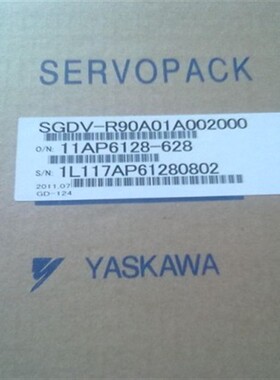 SERVOPACK
SGDV-R90A01A002000
O/N: 11AP6128-628
S/N: 1L117AP61280802
2011.07
GD-124
YASKAWA